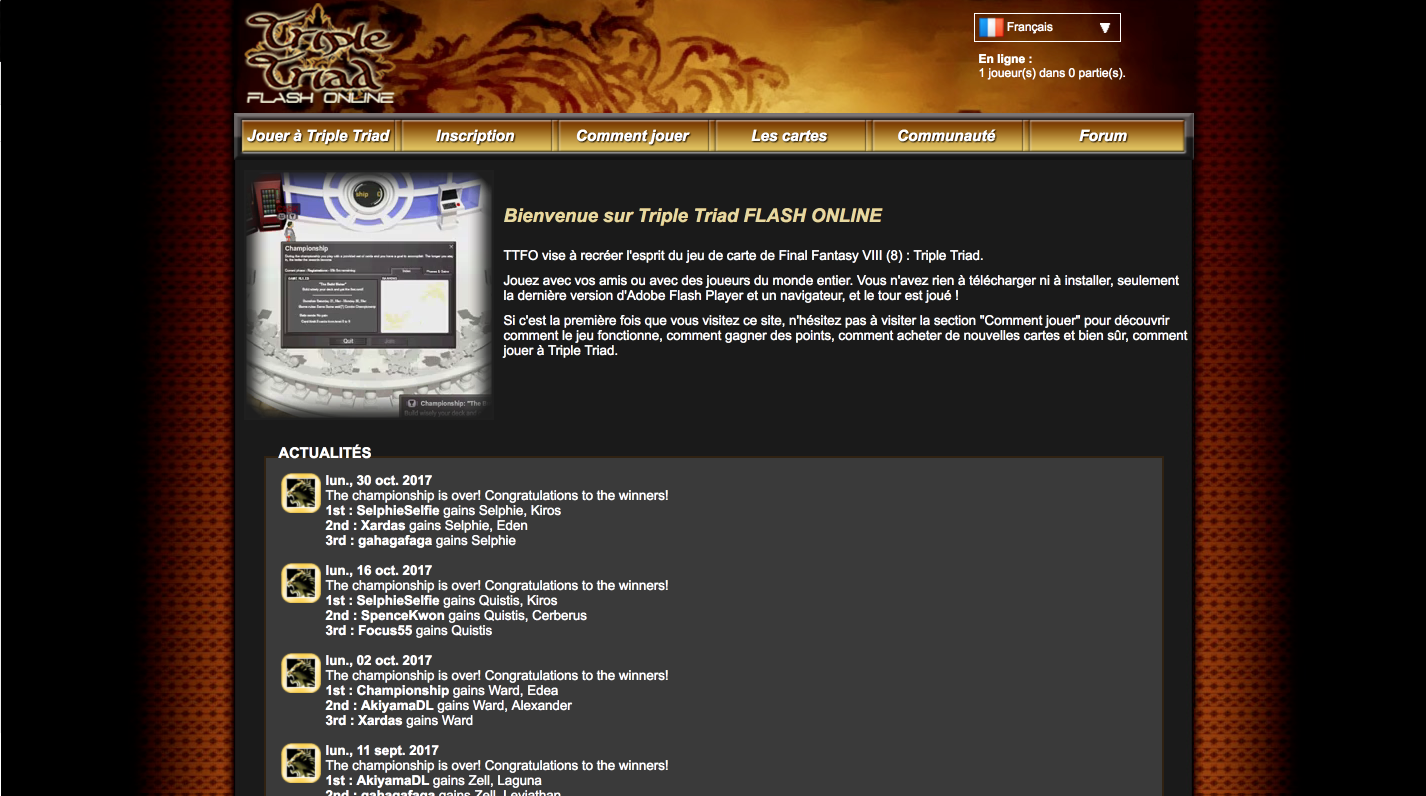 Triple
Triad
FLASH ONLINE
Français
En ligne :
1 joueur(s) dans 0 partie(s).
Jouer à Triple Triad
Inscription
Comment jouer
Les cartes
Communauté
Forum
ship
Championship
Quit
Championship: "The
Build wisely your deck and
Bienvenue sur Triple Triad FLASH ONLINE
TTFO vise à recréer l'esprit du jeu de carte de Final Fantasy VIII (8) : Triple Triad.
Jouez avec vos amis ou avec des joueurs du monde entier. Vous n'avez rien à télécharger ni à installer, seulement
la dernière version d'Adobe Flash Player et un navigateur, et le tour est joué !
Si c'est la première fois que vous visitez ce site, n'hésitez pas à visiter la section "Comment jouer" pour découvrir
comment le jeu fonctionne, comment gagner des points, comment acheter de nouvelles cartes et bien sûr, comment
jouer à Triple Triad.
ACTUALITÉS
lun., 30 oct. 2017
The championship is over! Congratulations to the winners!
1st : SelphieSelfie gains Selphie, Kiros
2nd : Xardas gains Selphie, Eden
3rd : gahagafaga gains Selphie
lun., 16 oct. 2017
The championship is over! Congratulations to the winners!
1st : SelphieSelfie gains Quistis, Kiros
2nd : SpenceKwon gains Quistis, Cerberus
3rd : Focus55 gains Quistis
lun., 02 oct. 2017
The championship is over! Congratulations to the winners!
1st : Championship gains Ward, Edea
2nd : AkiyamaDL gains Ward, Alexander
3rd : Xardas gains Ward
lun., 11 sept. 2017
The championship is over! Congratulations to the winners!
1st : AkiyamaDL gains Zell, Laguna
2nd : gahagafaga gains Zell, Leviathan